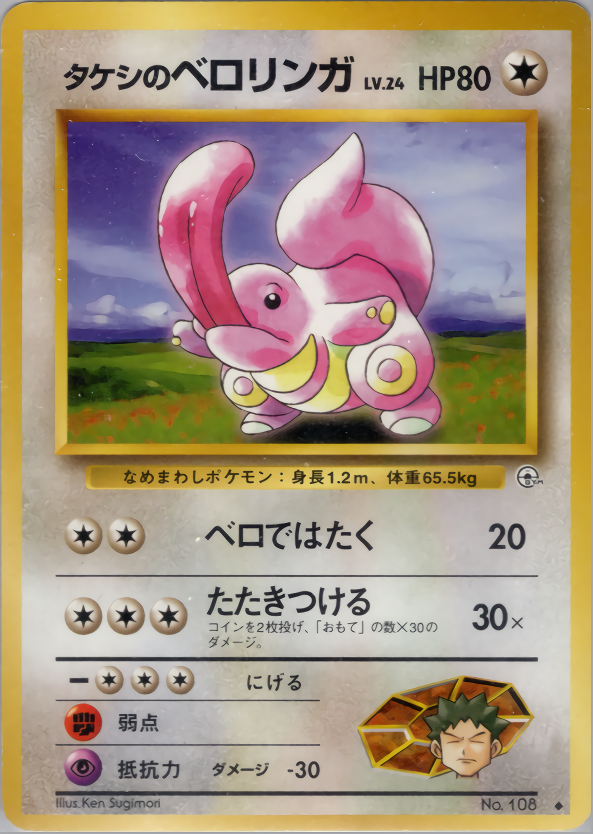 タケシのベロリンガ LV.24 HP80
なめまわしポケモン：身長1.2m、体重65.5kg
GYM
ベロではたく 20
たたきつける 30×
コインを2枚投げ、「おもて」の数×30の
ダメージ。
にげる
弱点
抵抗力 ダメージ -30
Illus.Ken Sugimori No. 108